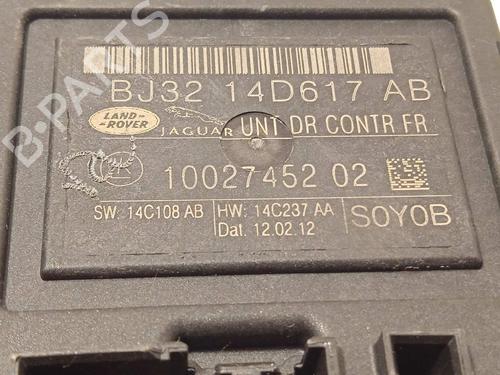 BJ32 14D617 AB
LAND-
-ROVER
JAGUAR
UNT DR CONTR FR
10027452 02
SW: 14C108 AB
HW: 14C237 AA
Dat. 12.02.12
SOYOB
B-PARTS